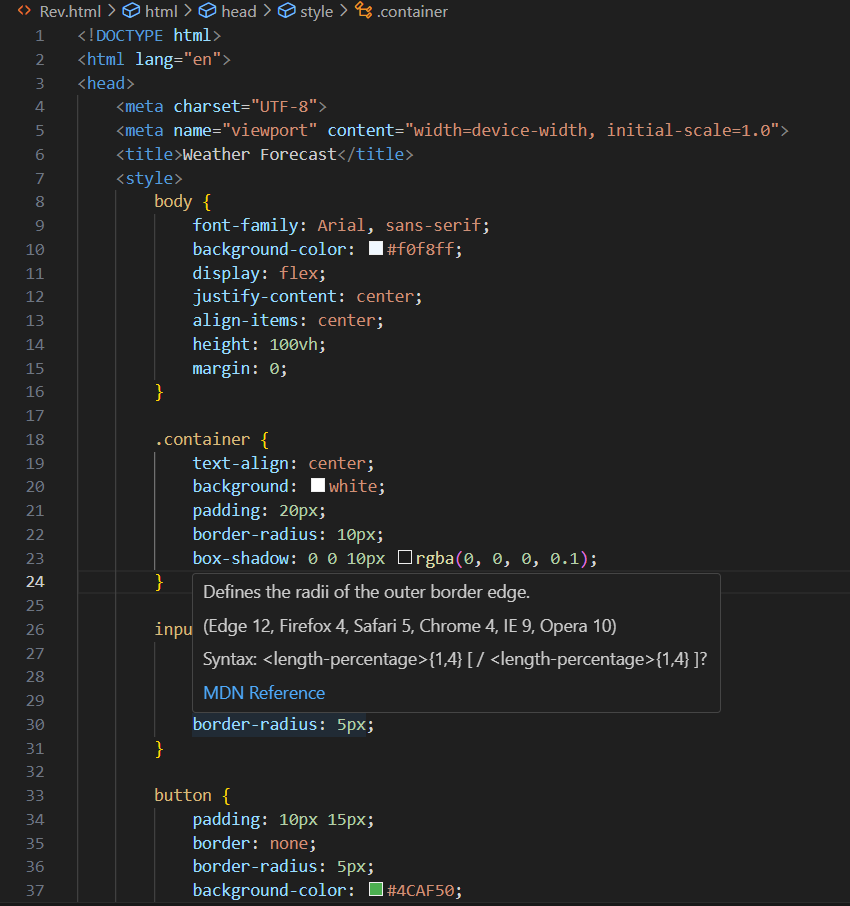 Rev.html > html > head > style > .container
1 <!DOCTYPE html>
2 <html lang="en">
3 <head>
4 <meta charset="UTF-8">
5 <meta name="viewport" content="width=device-width, initial-scale=1.0">
6 <title>Weather Forecast</title>
7 <style>
8 body {
9 font-family: Arial, sans-serif;
10 background-color: #f0f8ff;
11 display: flex;
12 justify-content: center;
13 align-items: center;
14 height: 100vh;
15 margin: 0;
16 }
17
18 .container {
19 text-align: center;
20 background: white;
21 padding: 20px;
22 border-radius: 10px;
23 box-shadow: 0 0 10px rgba(0, 0, 0, 0.1);
24 }
Defines the radii of the outer border edge.
25
(Edge 12, Firefox 4, Safari 5, Chrome 4, IE 9, Opera 10)
26 inpu
27
Syntax: <length-percentage>{1,4} [ / <length-percentage>{1,4} ]?
28
MDN Reference
29
30 border-radius: 5px;
31 }
32
33 button {
34 padding: 10px 15px;
35 border: none;
36 border-radius: 5px;
37 background-color: #4CAF50;